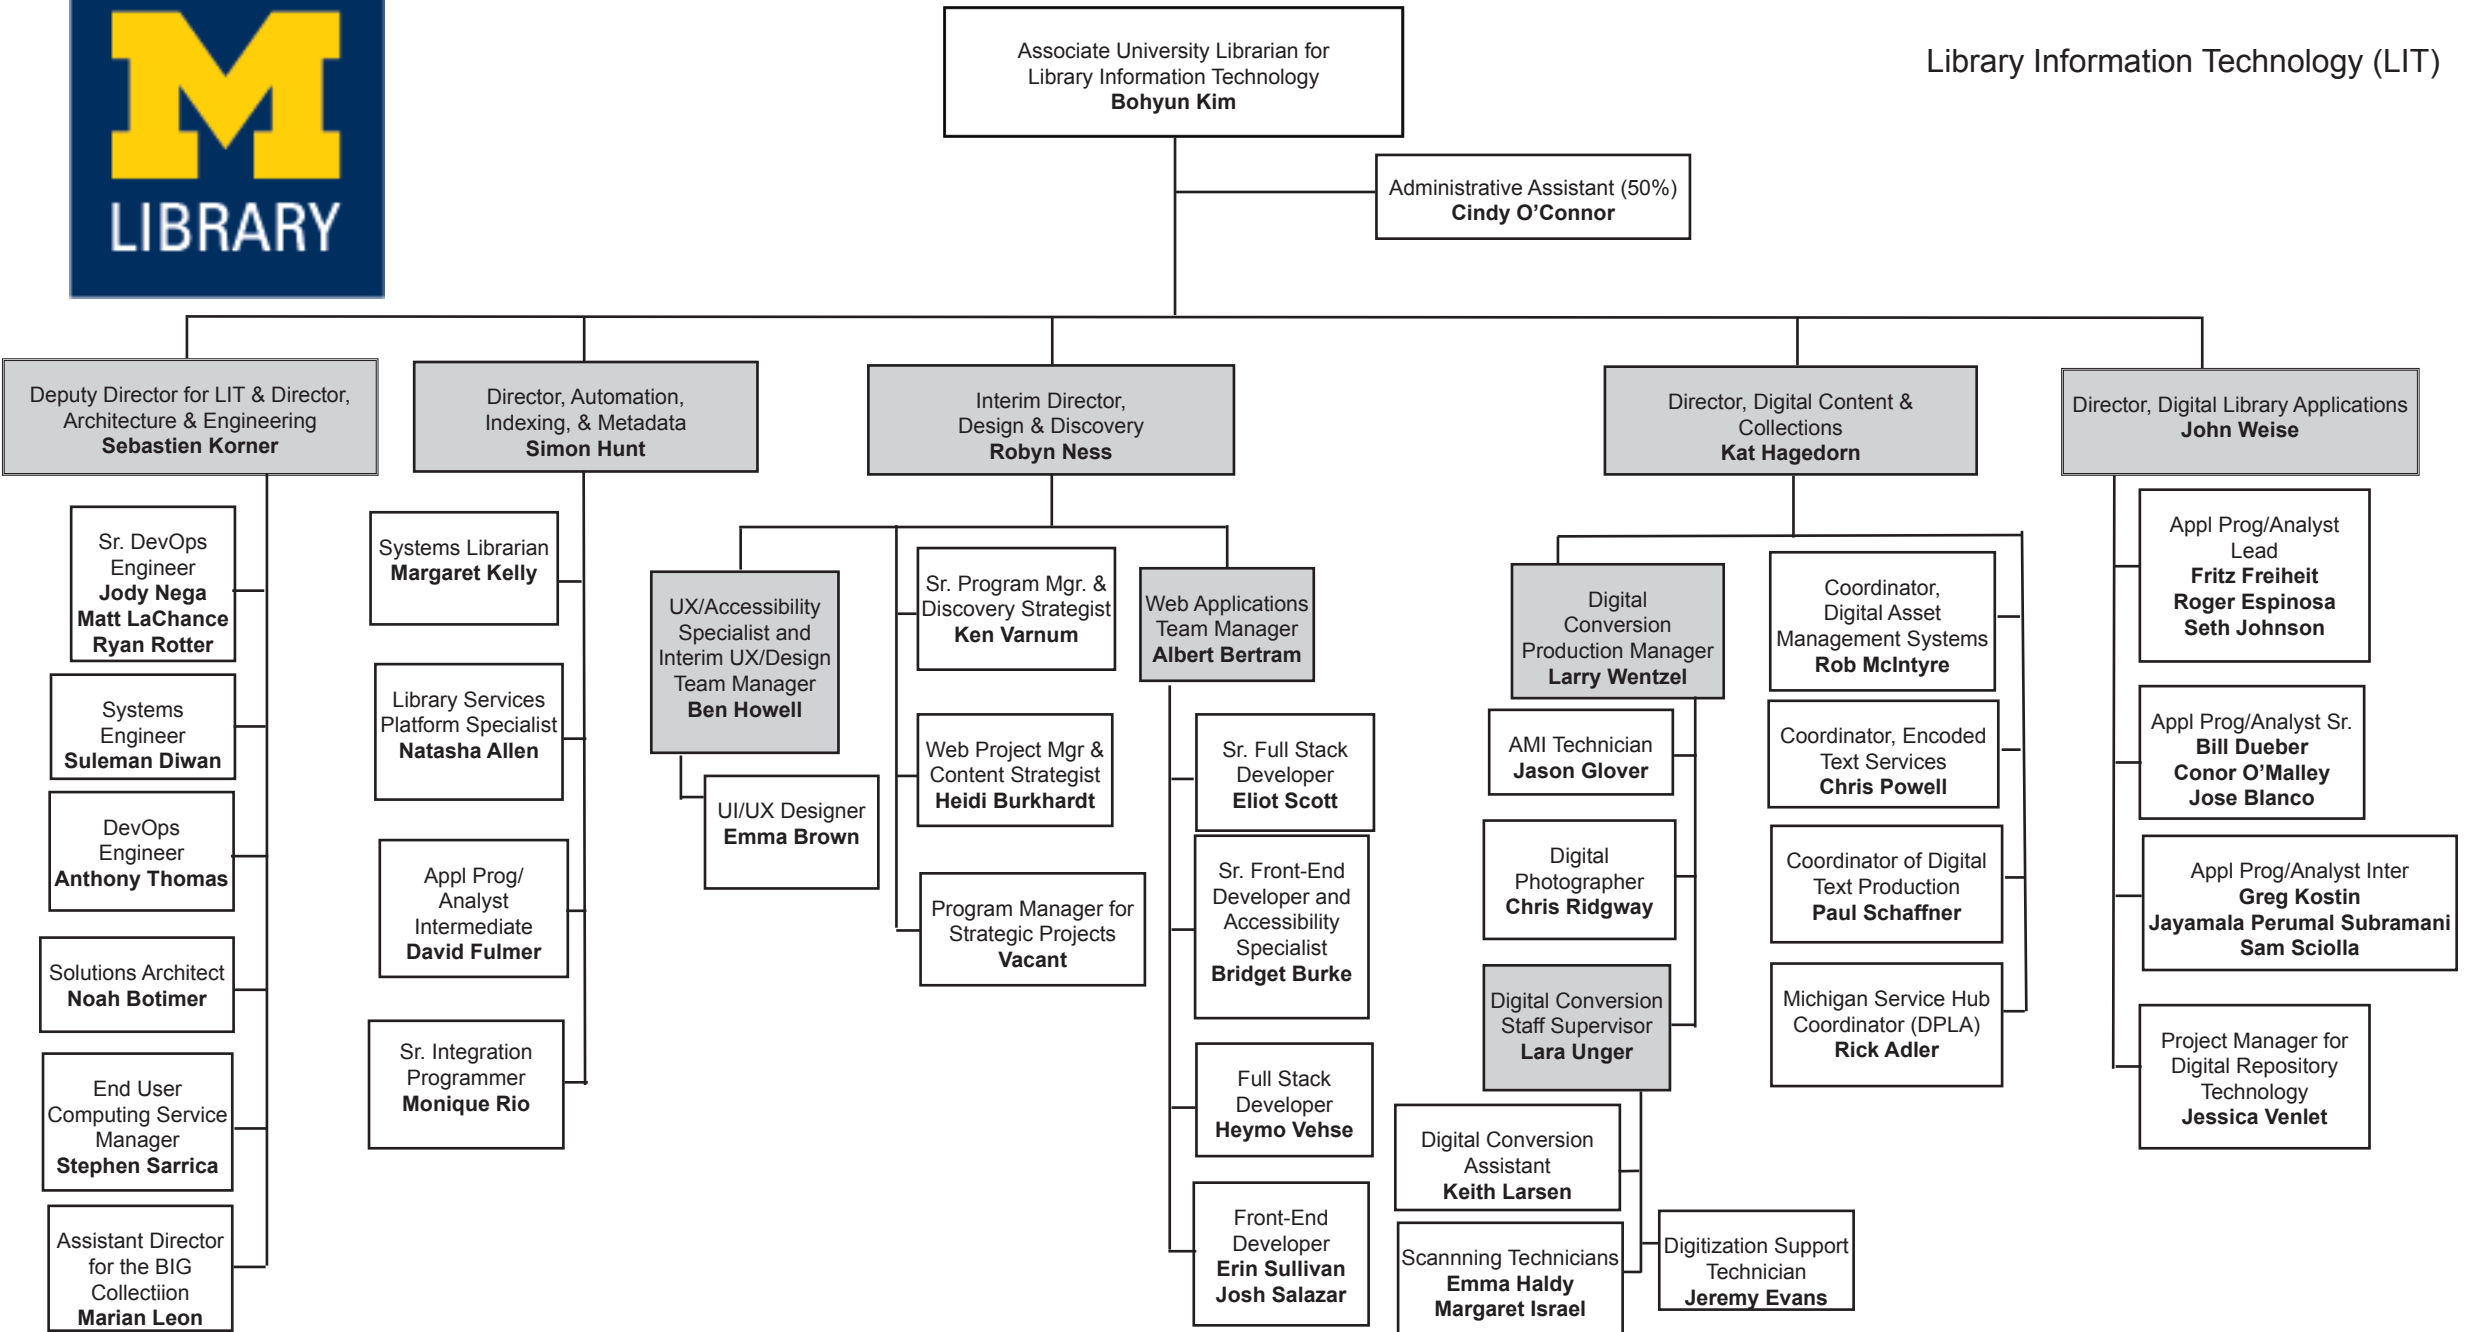 M
LIBRARY
Library Information Technology (LIT)
Associate University Librarian for
Library Information Technology
Bohyun Kim
Administrative Assistant (50%)
Cindy O’Connor
Deputy Director for LIT & Director,
Architecture & Engineering
Sebastien Korner
Sr. DevOps
Engineer
Jody Nega
Matt LaChance
Ryan Rotter
Systems
Engineer
Suleman Diwan
DevOps
Engineer
Anthony Thomas
Solutions Architect
Noah Botimer
End User
Computing Service
Manager
Stephen Sarrica
Assistant Director
for the BIG
Collectiion
Marian Leon
Director, Automation,
Indexing, & Metadata
Simon Hunt
Systems Librarian
Margaret Kelly
Library Services
Platform Specialist
Natasha Allen
Appl Prog/
Analyst
Intermediate
David Fulmer
Sr. Integration
Programmer
Monique Rio
Interim Director,
Design & Discovery
Robyn Ness
UX/Accessibility
Specialist and
Interim UX/Design
Team Manager
Ben Howell
UI/UX Designer
Emma Brown
Sr. Program Mgr. &
Discovery Strategist
Ken Varnum
Web Project Mgr &
Content Strategist
Heidi Burkhardt
Program Manager for
Strategic Projects
Vacant
Web Applications
Team Manager
Albert Bertram
Sr. Full Stack
Developer
Eliot Scott
Sr. Front-End
Developer and
Accessibility
Specialist
Bridget Burke
Full Stack
Developer
Heymo Vehse
Front-End
Developer
Erin Sullivan
Josh Salazar
Director, Digital Content &
Collections
Kat Hagedorn
Digital
Conversion
Production Manager
Larry Wentzel
AMI Technician
Jason Glover
Digital
Photographer
Chris Ridgway
Digital Conversion
Staff Supervisor
Lara Unger
Digital Conversion
Assistant
Keith Larsen
Scannning Technicians
Emma Haldy
Margaret Israel
Digitization Support
Technician
Jeremy Evans
Coordinator,
Digital Asset
Management Systems
Rob McIntyre
Coordinator, Encoded
Text Services
Chris Powell
Coordinator of Digital
Text Production
Paul Schaffner
Michigan Service Hub
Coordinator (DPLA)
Rick Adler
Director, Digital Library Applications
John Weise
Appl Prog/Analyst
Lead
Fritz Freiheit
Roger Espinosa
Seth Johnson
Appl Prog/Analyst Sr.
Bill Dueber
Conor O’Malley
Jose Blanco
Appl Prog/Analyst Inter
Greg Kostin
Jayamala Perumal Subramani
Sam Sciolla
Project Manager for
Digital Repository
Technology
Jessica Venlet